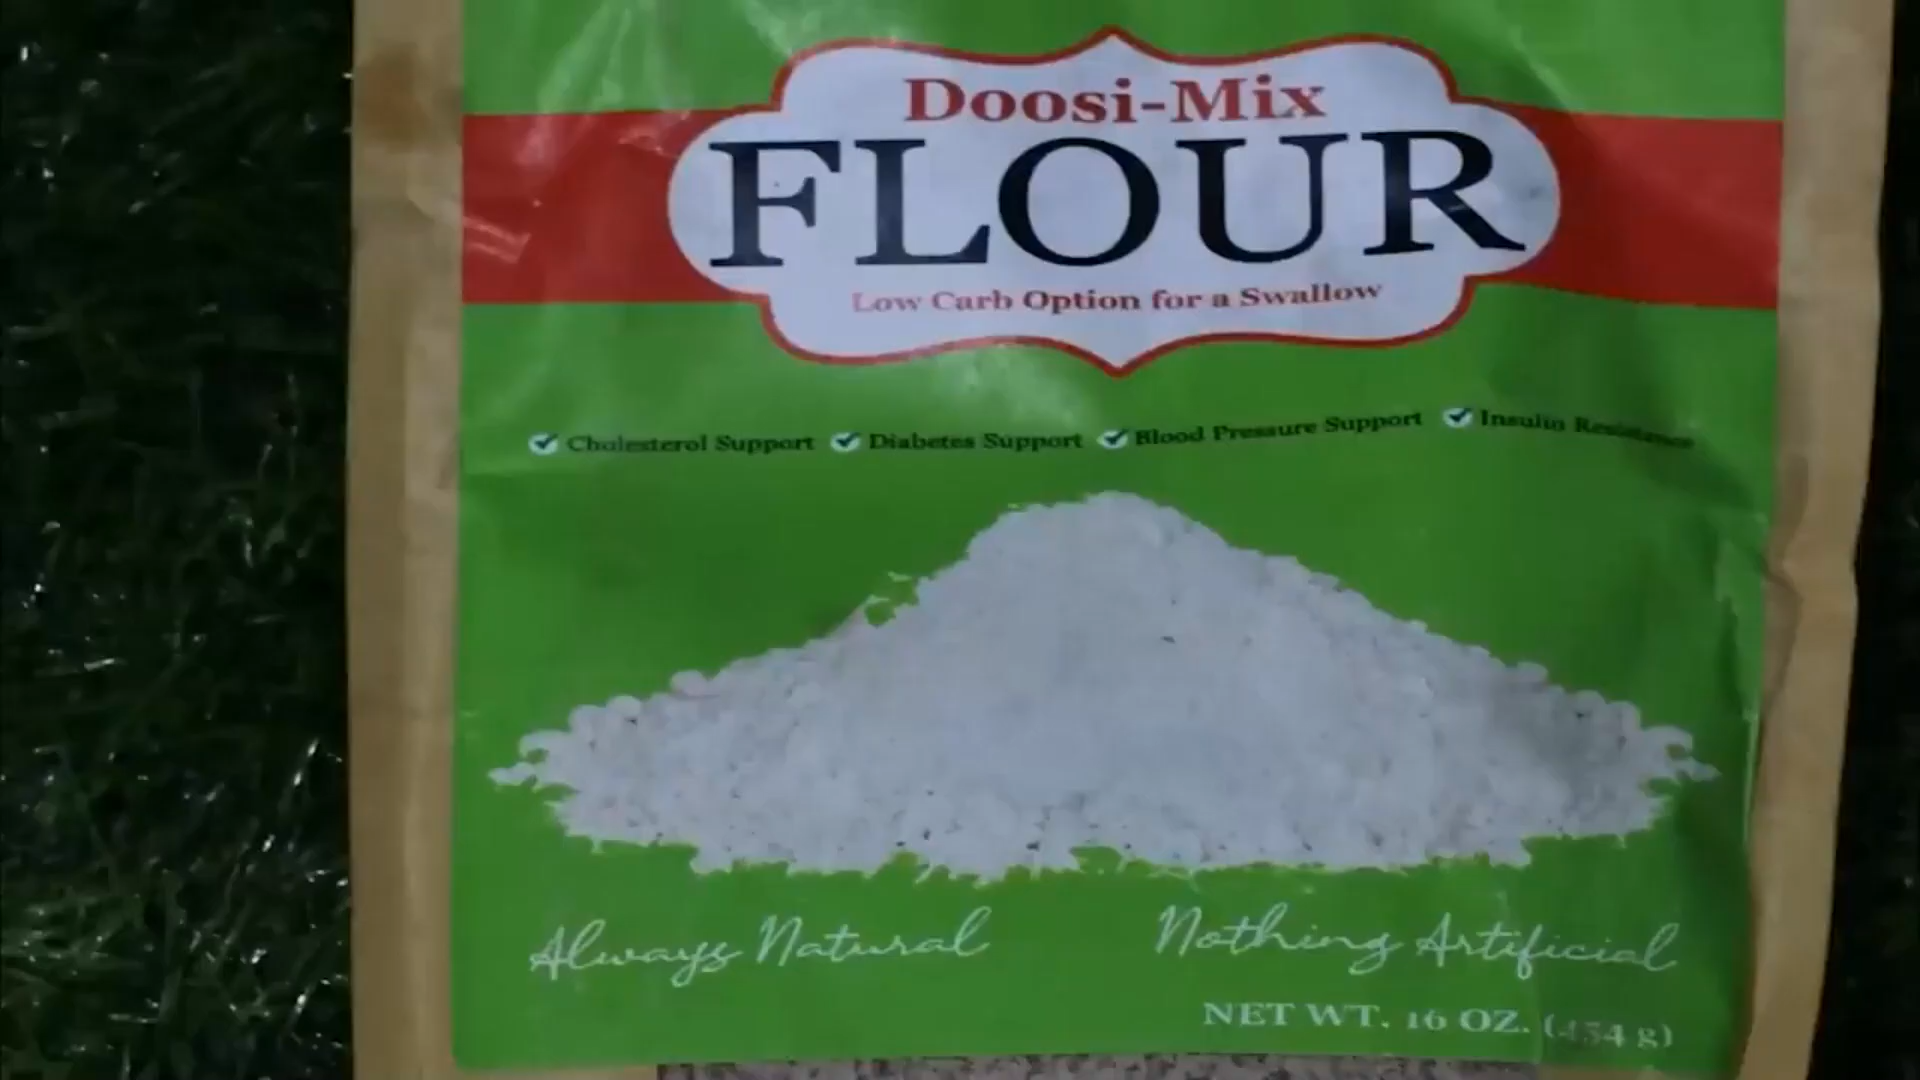 Doosi-Mix
FLOUR
Low Carb Option for a Swallow
Cholesterol Support Diabetes Support Blood Pressure Support Insulin Resistance
Always Natural Nothing Artificial
NET WT. 16 OZ. (454 g)